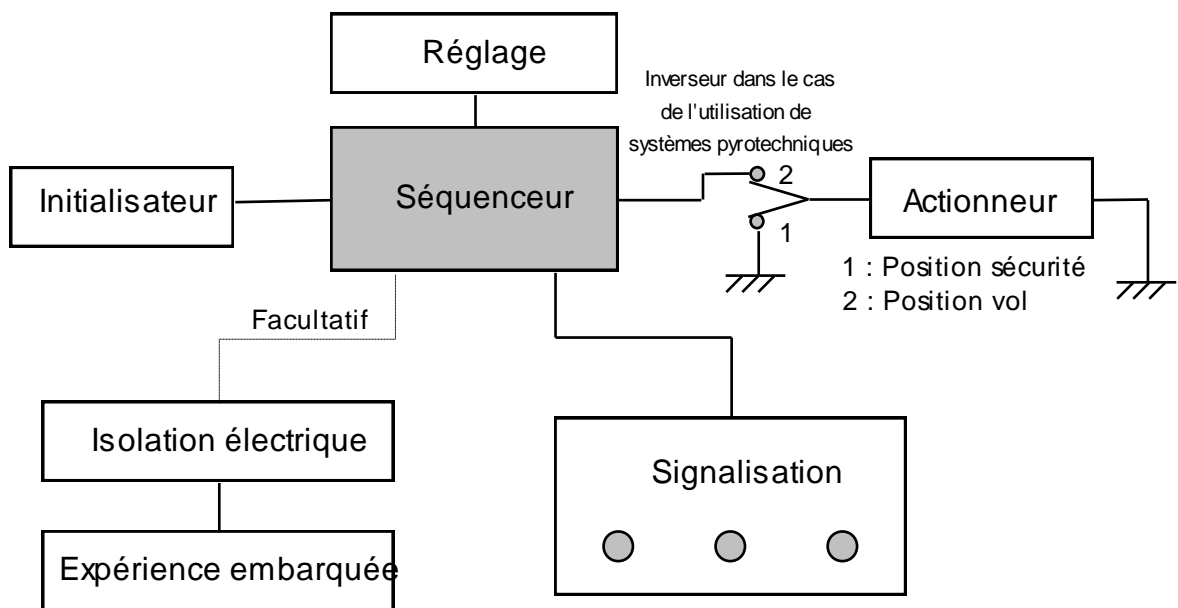 Réglage
Inverseur dans le cas
de l'utilisation de
systèmes pyrotechniques
Initialisateur
Séquenceur
2
1
Actionneur
1 : Position sécurité
2 : Position vol
Facultatif
Isolation électrique
Signalisation
Expérience embarquée